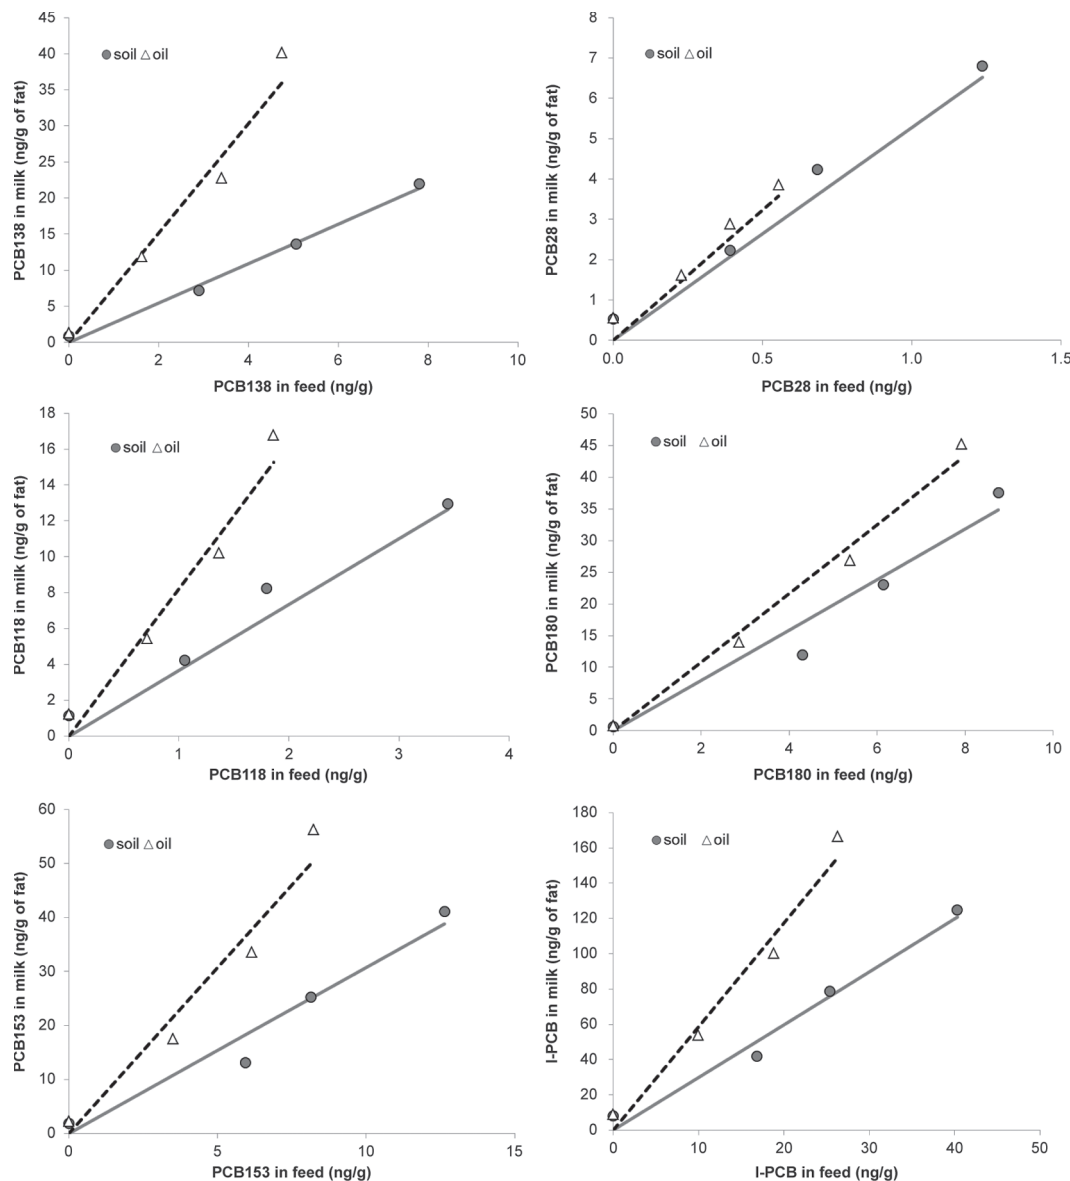 45
40
35
30
25
20
15
10
5
0
soil oil
PCB138 in milk (ng/g of fat)
0 2 4 6 8 10
PCB138 in feed (ng/g)
8
7
6
5
4
3
2
1
0
soil oil
PCB28 in milk (ng/g of fat)
0.0 0.5 1.0 1.5
PCB28 in feed (ng/g)
18
16
14
12
10
8
6
4
2
0
soil oil
PCB118 in milk (ng/g of fat)
0 1 2 3 4
PCB118 in feed (ng/g)
50
45
40
35
30
25
20
15
10
5
0
soil oil
PCB180 in milk (ng/g of fat)
0 2 4 6 8 10
PCB180 in feed (ng/g)
60
50
40
30
20
10
0
soil oil
PCB153 in milk (ng/g of fat)
0 5 10 15
PCB153 in feed (ng/g)
180
160
140
120
100
80
60
40
20
0
soil oil
I-PCB in milk (ng/g of fat)
0 10 20 30 40 50
I-PCB in feed (ng/g)